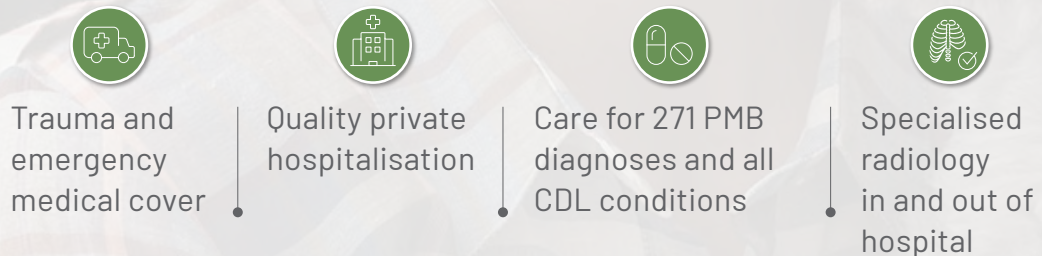 Trauma and
emergency
medical cover
Quality private
hospitalisation
Care for 271 PMB
diagnoses and all
CDL conditions
Specialised
radiology
in and out of
hospital